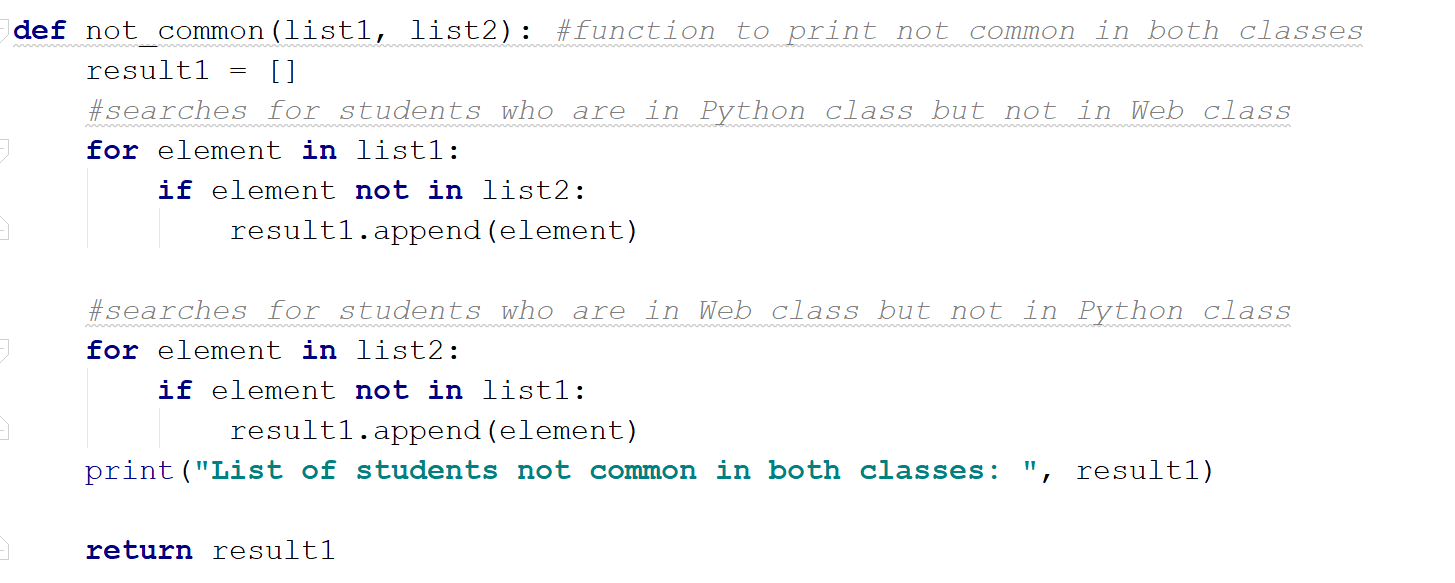 def not_common(list1, list2): #function to print not common in both classes
    result1 = []
    #searches for students who are in Python class but not in Web class
    for element in list1:
        if element not in list2:
            result1.append(element)

    #searches for students who are in Web class but not in Python class
    for element in list2:
        if element not in list1:
            result1.append(element)
    print("List of students not common in both classes: ", result1)

    return result1